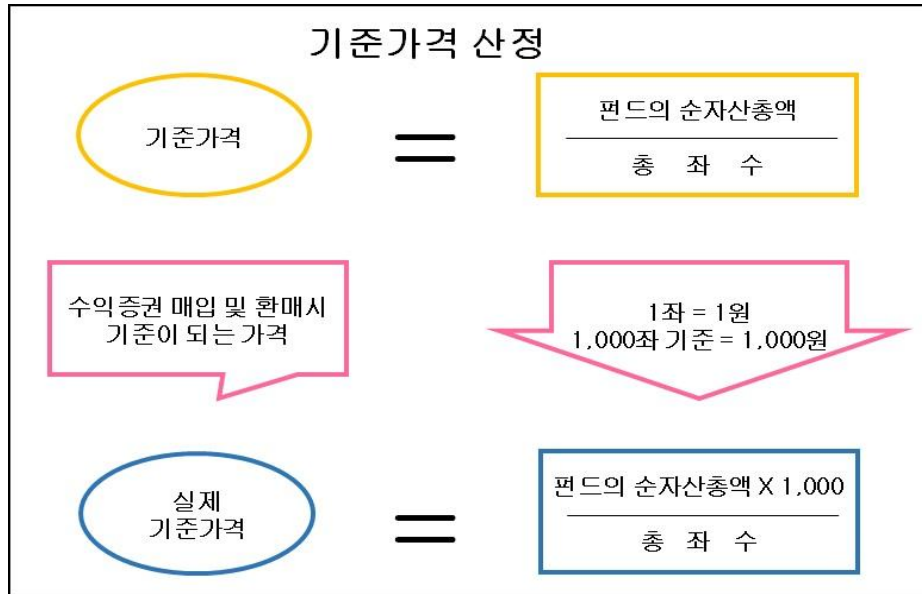 기준가격 산정
기준가격
=
펀드의 순자산총액
총 좌 수
수익증권 매입 및 환매시
기준이 되는 가격
1좌 = 1원
1,000좌 기준 = 1,000원
실제
기준가격
=
펀드의 순자산총액 X 1,000
총 좌 수